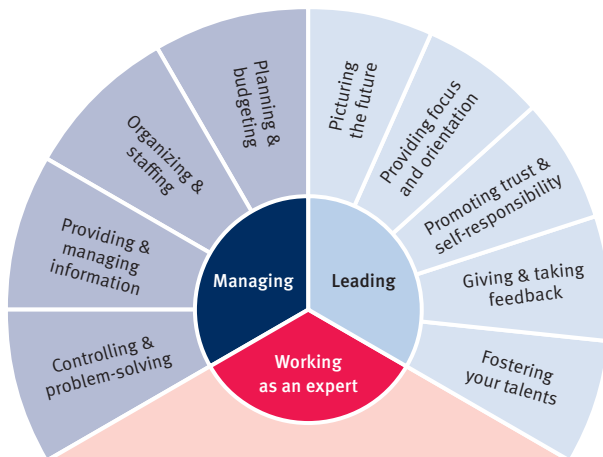 Planning &
budgeting
Picturing
the future
Organizing &
staffing
Providing focus
and orientation
Providing &
managing
information
Promoting trust &
self-responsibility
Controlling &
problem-solving
Giving & taking
feedback
Fostering
your talents
Managing
Leading
Working
as an expert